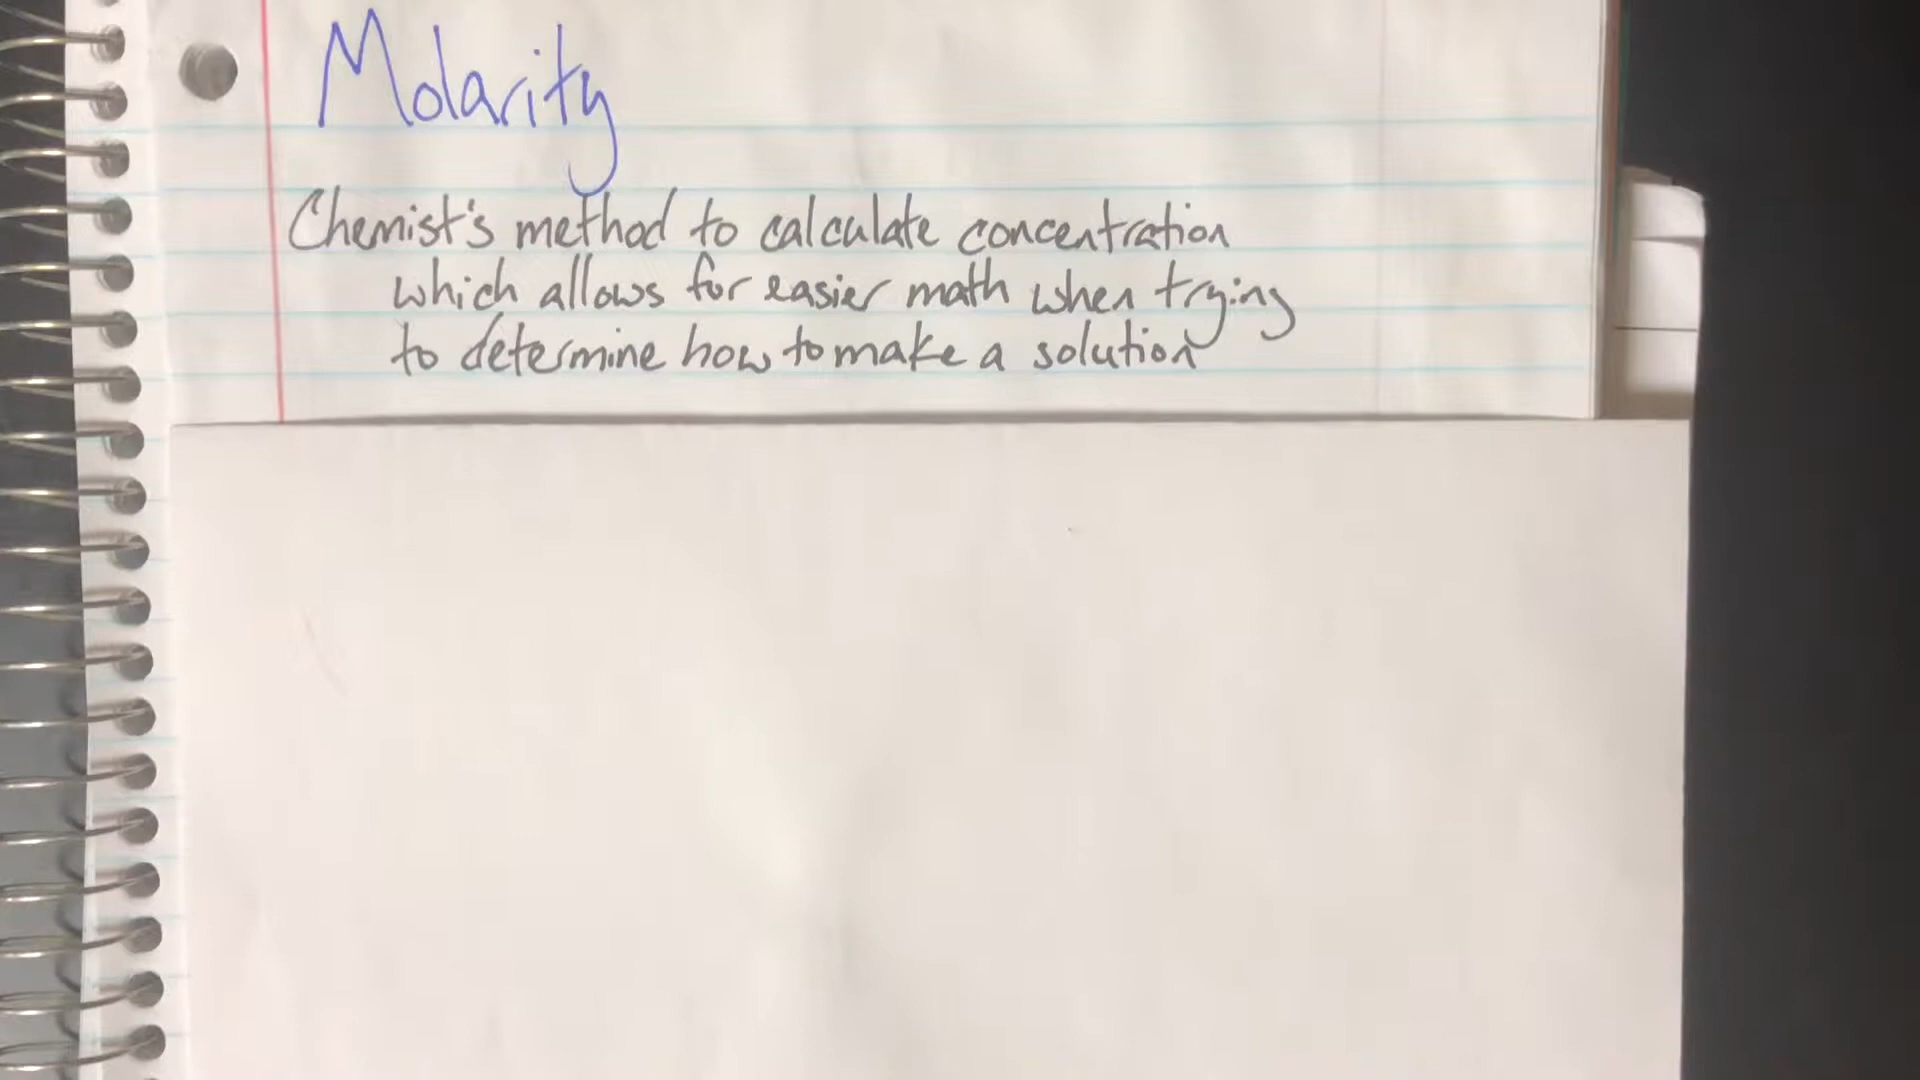 Molarity
Chemist's method to calculate concentration
which allows for easier math when trying
to determine how to make a solution